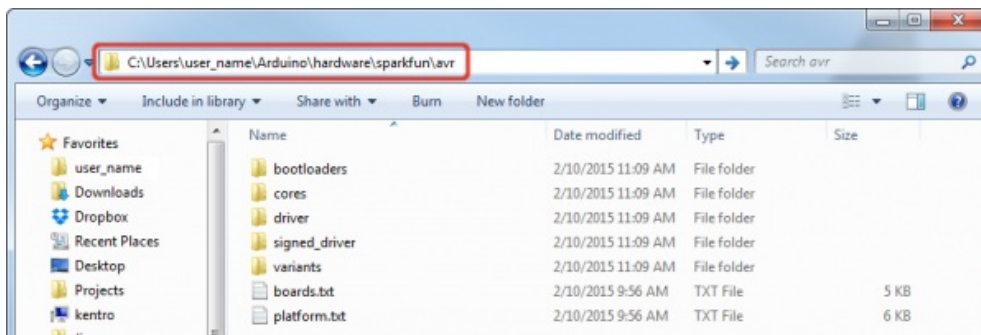 C:\Users\user_name\Arduino\hardware\sparkfun\avr
Search avr
Organize Include in library Share with Burn New folder
Name Date modified Type Size
Favorites
user_name
Downloads
Dropbox
Recent Places
Desktop
Projects
kentro
bootloaders 2/10/2015 11:09 AM File folder
cores 2/10/2015 11:09 AM File folder
driver 2/10/2015 11:09 AM File folder
signed_driver 2/10/2015 11:09 AM File folder
variants 2/10/2015 11:09 AM File folder
boards.txt 2/10/2015 9:56 AM TXT File 5 KB
platform.txt 2/10/2015 9:56 AM TXT File 6 KB